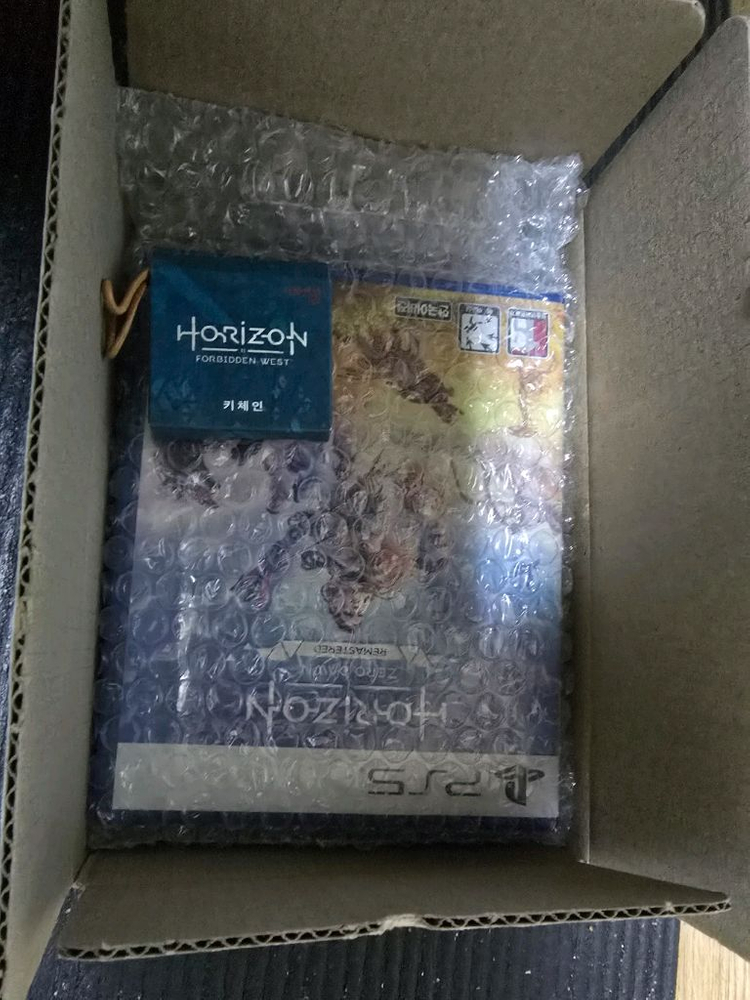 HORIZON
FORBIDDEN WEST
키체인
PS5
HORIZON
ZERO DAWN
REMASTERED